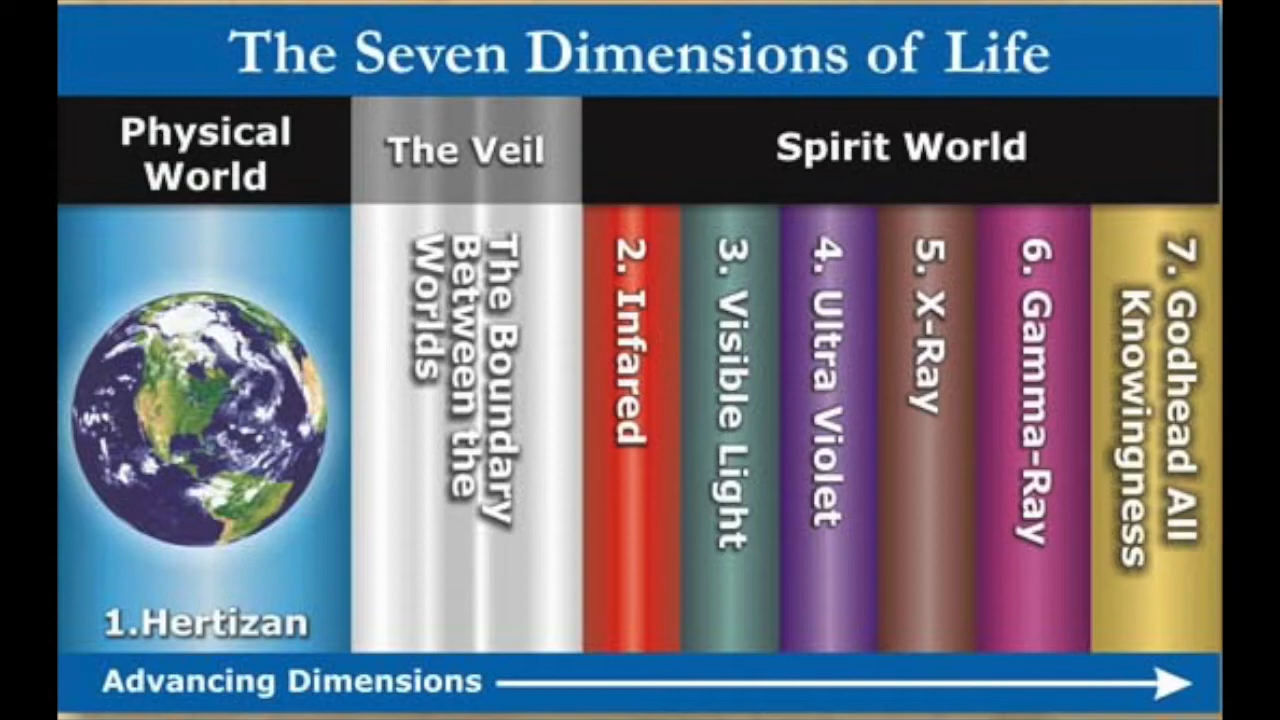 The Seven Dimensions of Life
Physical
World
The Veil
Spirit World
The Boundary
Between the
Worlds
2. Infared
3. Visible Light
4. Ultra Violet
5. X-Ray
6. Gamma-Ray
7. Godhead All
Knowingness
1.Hertizan
Advancing Dimensions